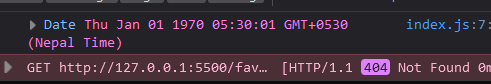 Date Thu Jan 01 1970 05:30:01 GMT+0530 index.js:7:
(Nepal Time)
GET http://127.0.0.1:5500/fav… [HTTP/1.1 404 Not Found 0m